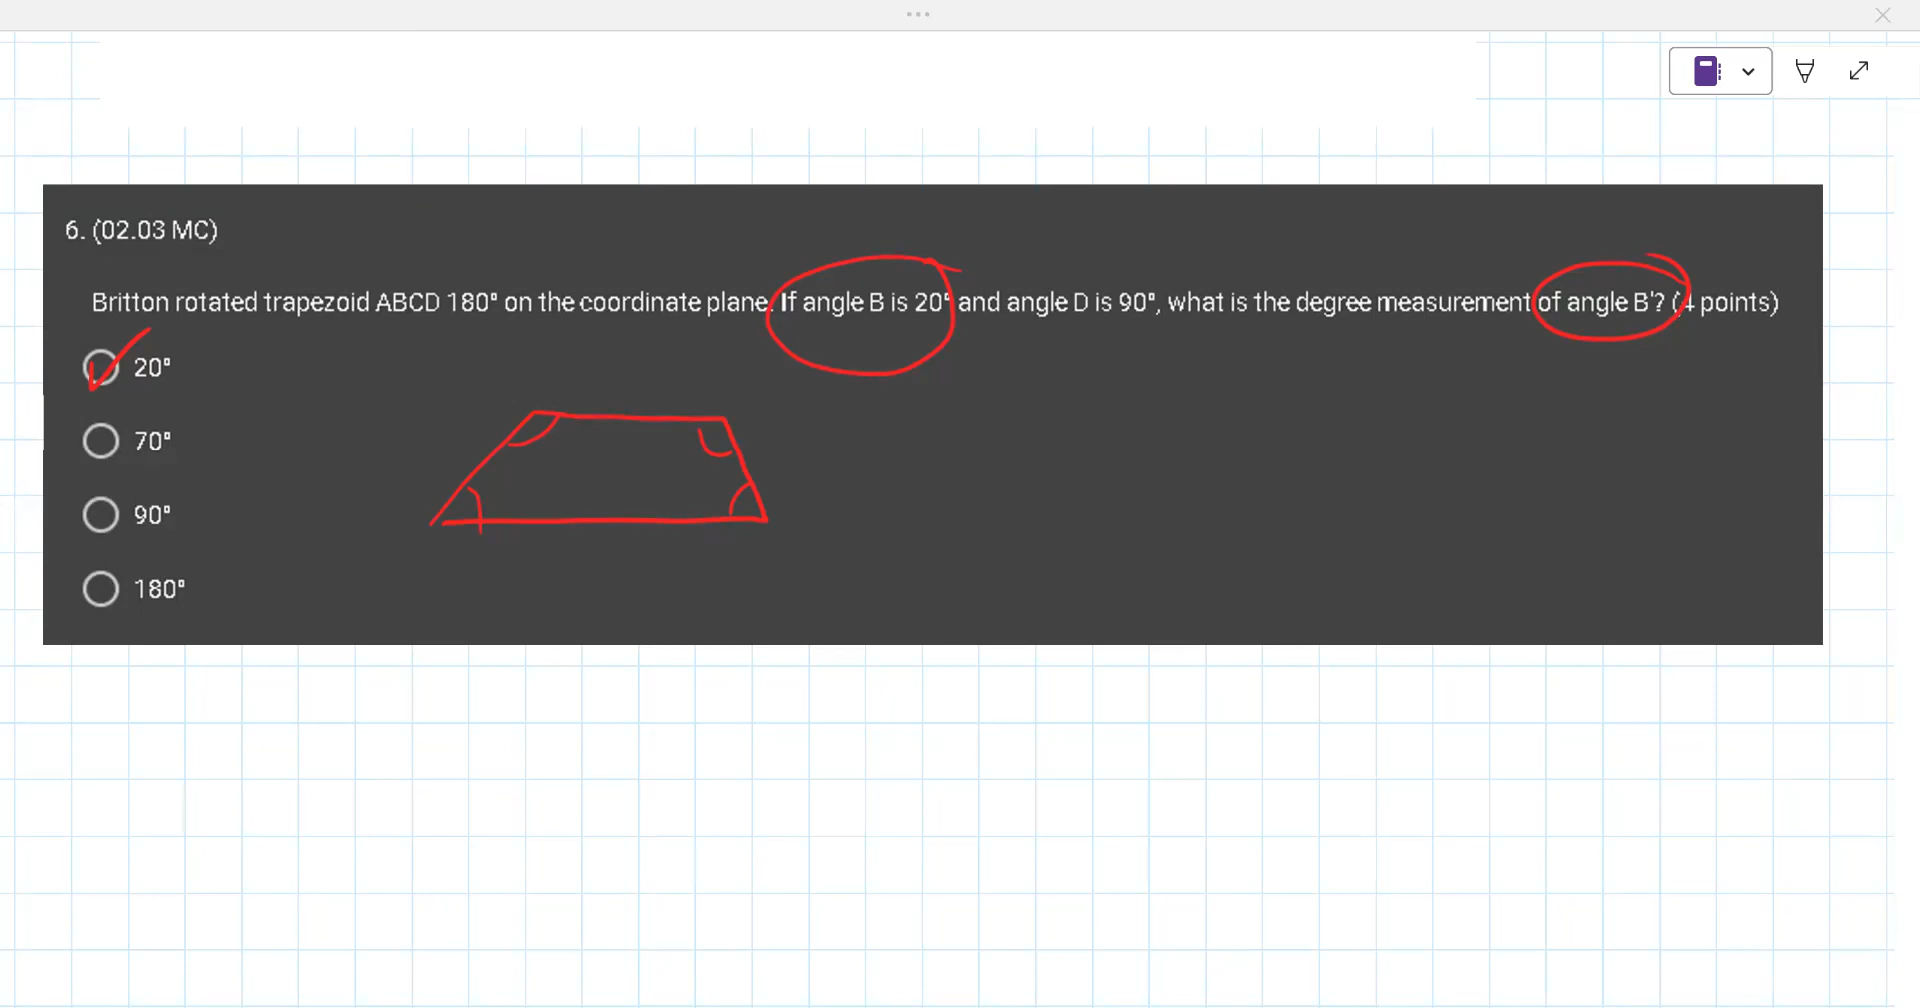 6. (02.03 MC)
Britton rotated trapezoid ABCD 180° on the coordinate plane. If angle B is 20° and angle D is 90°, what is the degree measurement of angle B'? (4 points)
20°
70°
90°
180°